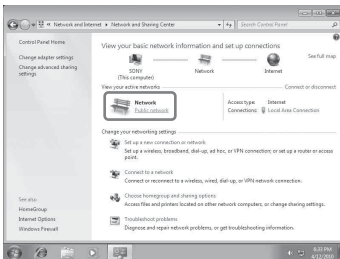 « Network and Internet ▸ Network and Sharing Center
Search Control Panel
Control Panel Home
Change adapter settings
Change advanced sharing
settings
View your basic network information and set up connections
See full map
SONY
(This computer)
Network
Internet
View your active networks
Connect or disconnect
Network
Public network
Access type: Internet
Connections: Local Area Connection
Change your networking settings
Set up a new connection or network
Set up a wireless, broadband, dial-up, ad hoc, or VPN connection; or set up a router or access
point.
Connect to a network
Connect or reconnect to a wireless, wired, dial-up, or VPN network connection.
Choose homegroup and sharing options
Access files and printers located on other network computers, or change sharing settings.
Troubleshoot problems
Diagnose and repair network problems, or get troubleshooting information.
See also
HomeGroup
Internet Options
Windows Firewall
6:33 PM
4/12/2010